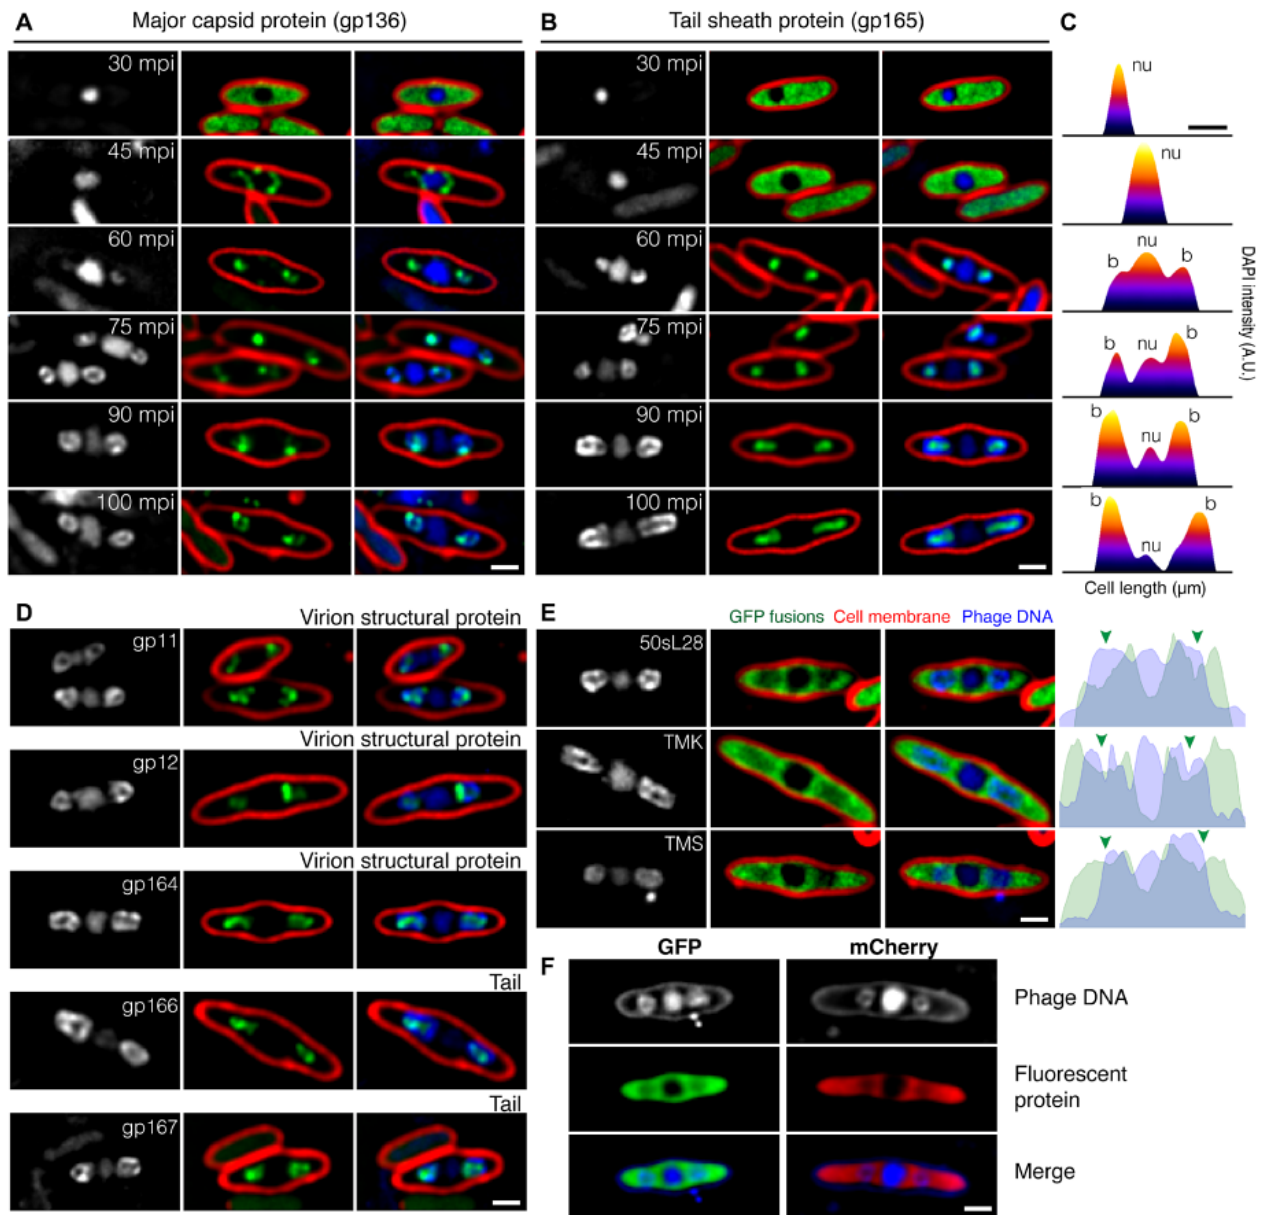 A Major capsid protein (gp136)
B Tail sheath protein (gp165)
C
30 mpi
45 mpi
60 mpi
75 mpi
90 mpi
100 mpi
30 mpi
45 mpi
60 mpi
75 mpi
90 mpi
100 mpi
nu
nu
b nu b
b nu b
b nu b
b nu b
DAPI intensity (A.U.)
Cell length (µm)
D
Virion structural protein
gp11
Virion structural protein
gp12
Virion structural protein
gp164
Tail
gp166
Tail
gp167
E
GFP fusions Cell membrane Phage DNA
50sL28
TMK
TMS
F
GFP mCherry
Phage DNA
Fluorescent
protein
Merge